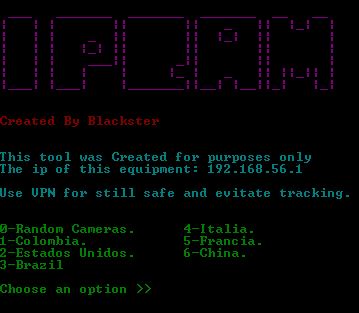 IPCAM
Created By Blackster
This tool was Created for purposes only
The ip of this equipment: 192.168.56.1
Use VPN for still safe and evitate tracking.
0-Random Cameras. 4-Italia.
1-Colombia. 5-Francia.
2-Estados Unidos. 6-China.
3-Brazil
Choose an option >>